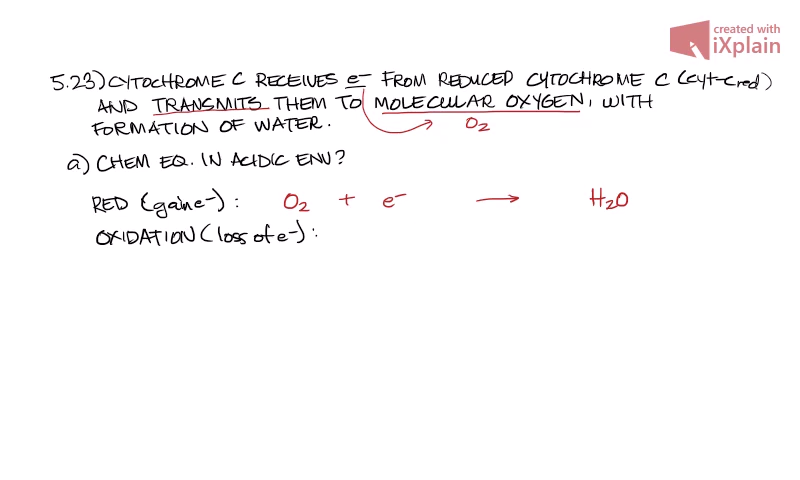 created with
iXplain
5.23) CYTOCHROME C RECEIVES e- FROM REDUCED CYTOCHROME C (cyt-c red)
AND TRANSMITS THEM TO MOLECULAR OXYGEN, WITH
FORMATION OF WATER. O2
a) CHEM EQ. IN ACIDIC ENV?
RED (gain e-): O2 + e- → H2O
OXIDATION (loss of e-):